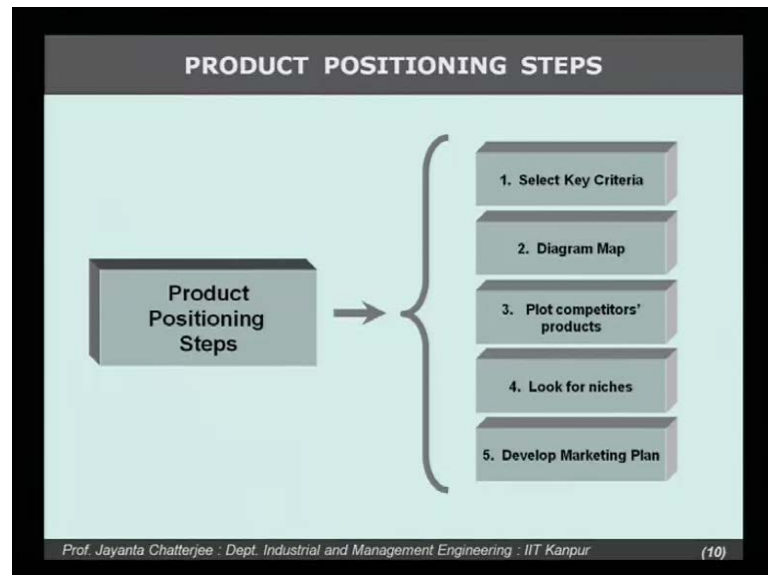 PRODUCT POSITIONING STEPS
Product
Positioning
Steps
1. Select Key Criteria
2. Diagram Map
3. Plot competitors'
products
4. Look for niches
5. Develop Marketing Plan
Prof. Jayanta Chatterjee : Dept. Industrial and Management Engineering : IIT Kanpur
(10)